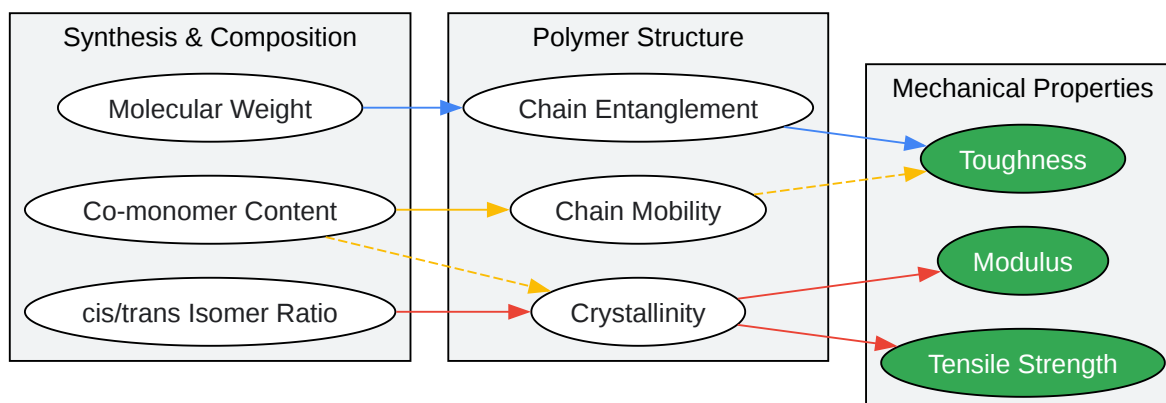 Synthesis & Composition
Molecular Weight
Co-monomer Content
cis/trans Isomer Ratio
Polymer Structure
Chain Entanglement
Chain Mobility
Crystallinity
Mechanical Properties
Toughness
Modulus
Tensile Strength